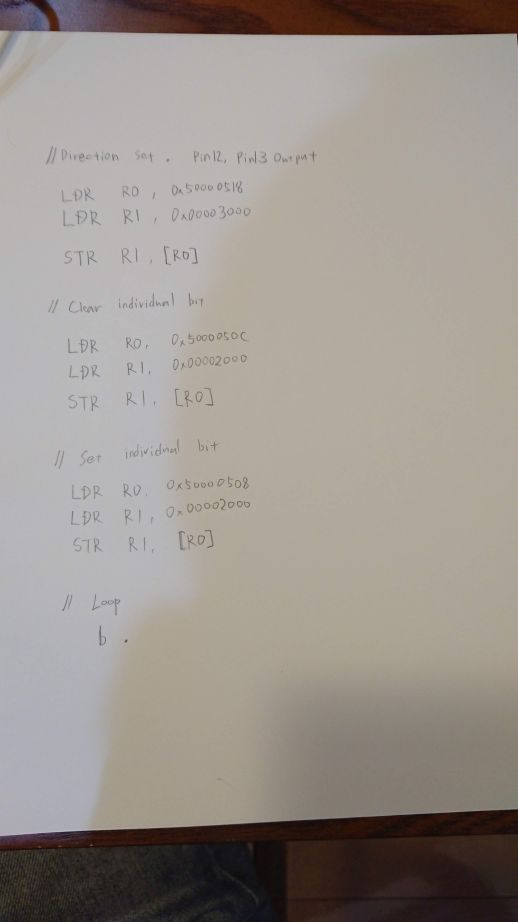 //Direction Set. Pin12, Pin13 Output
LDR R0, 0x50000518
LDR R1, 0x00003000
STR R1, [R0]
// Clear individual bit
LDR R0, 0x5000050C
LDR R1, 0x00002000
STR R1, [R0]
// Set individual bit
LDR R0, 0x50000508
LDR R1, 0x00002000
STR R1, [R0]
// Loop
b .